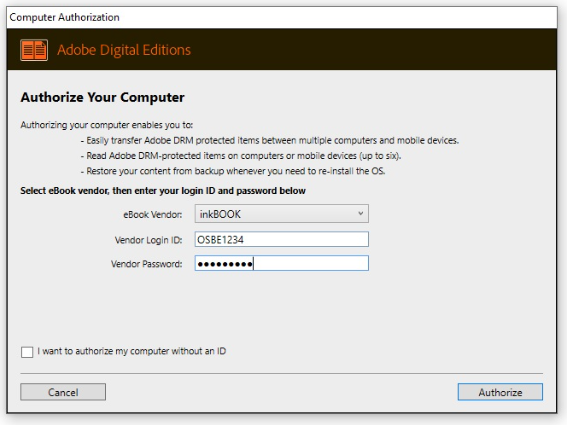 Computer Authorization
Adobe Digital Editions
Authorize Your Computer
Authorizing your computer enables you to:
- Easily transfer Adobe DRM protected items between multiple computers and mobile devices.
- Read Adobe DRM-protected items on computers or mobile devices (up to six).
- Restore your content from backup whenever you need to re-install the OS.
Select eBook vendor, then enter your login ID and password below
eBook Vendor: inkBOOK
Vendor Login ID: OSBE1234
Vendor Password: ●●●●●●●●●
I want to authorize my computer without an ID
Cancel Authorize